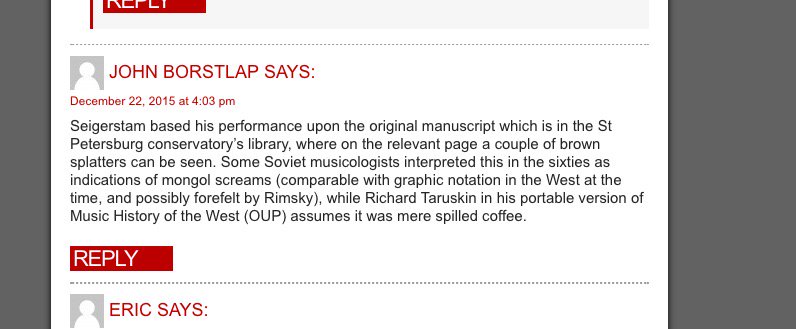 REPLY
JOHN BORSTLAP SAYS:
December 22, 2015 at 4:03 pm
Seigerstam based his performance upon the original manuscript which is in the St
Petersburg conservatory’s library, where on the relevant page a couple of brown
splatters can be seen. Some Soviet musicologists interpreted this in the sixties as
indications of mongol screams (comparable with graphic notation in the West at the
time, and possibly forefelt by Rimsky), while Richard Taruskin in his portable version of
Music History of the West (OUP) assumes it was mere spilled coffee.
REPLY
ERIC SAYS: